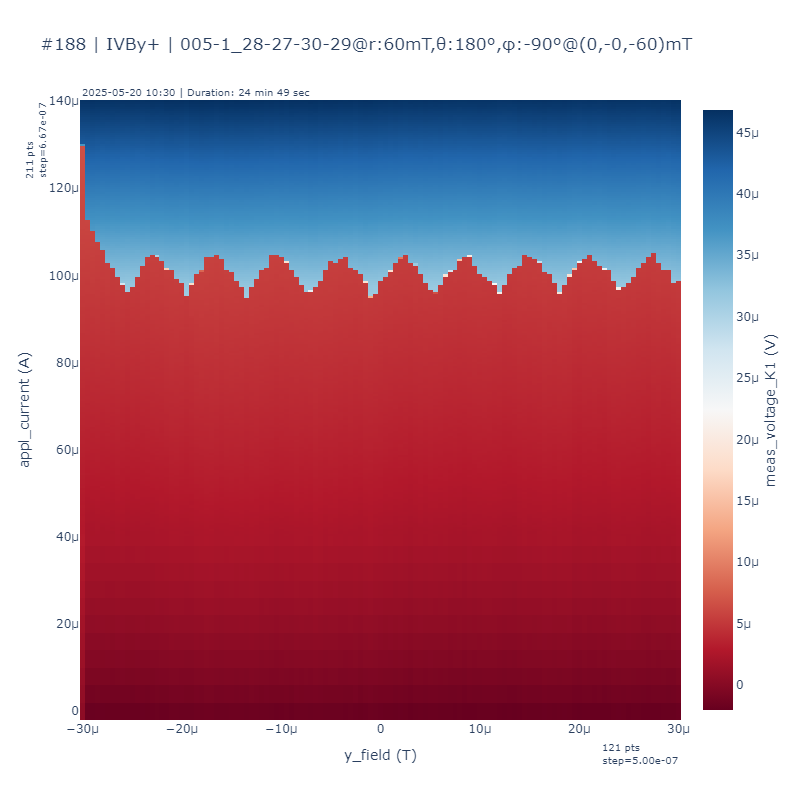 #188 | IVBy+ | 005-1_28-27-30-29@r:60mT,θ:180°,φ:-90°@(0,-0,-60)mT
2025-05-20 10:30 | Duration: 24 min 49 sec
211 pts
step=6.67e-07
140μ
120μ
100μ
80μ
60μ
40μ
20μ
0
appl_current (A)
−30μ
−20μ
−10μ
0
10μ
20μ
30μ
y_field (T)
121 pts
step=5.00e-07
45μ
40μ
35μ
30μ
25μ
20μ
15μ
10μ
5μ
0
meas_voltage_K1 (V)